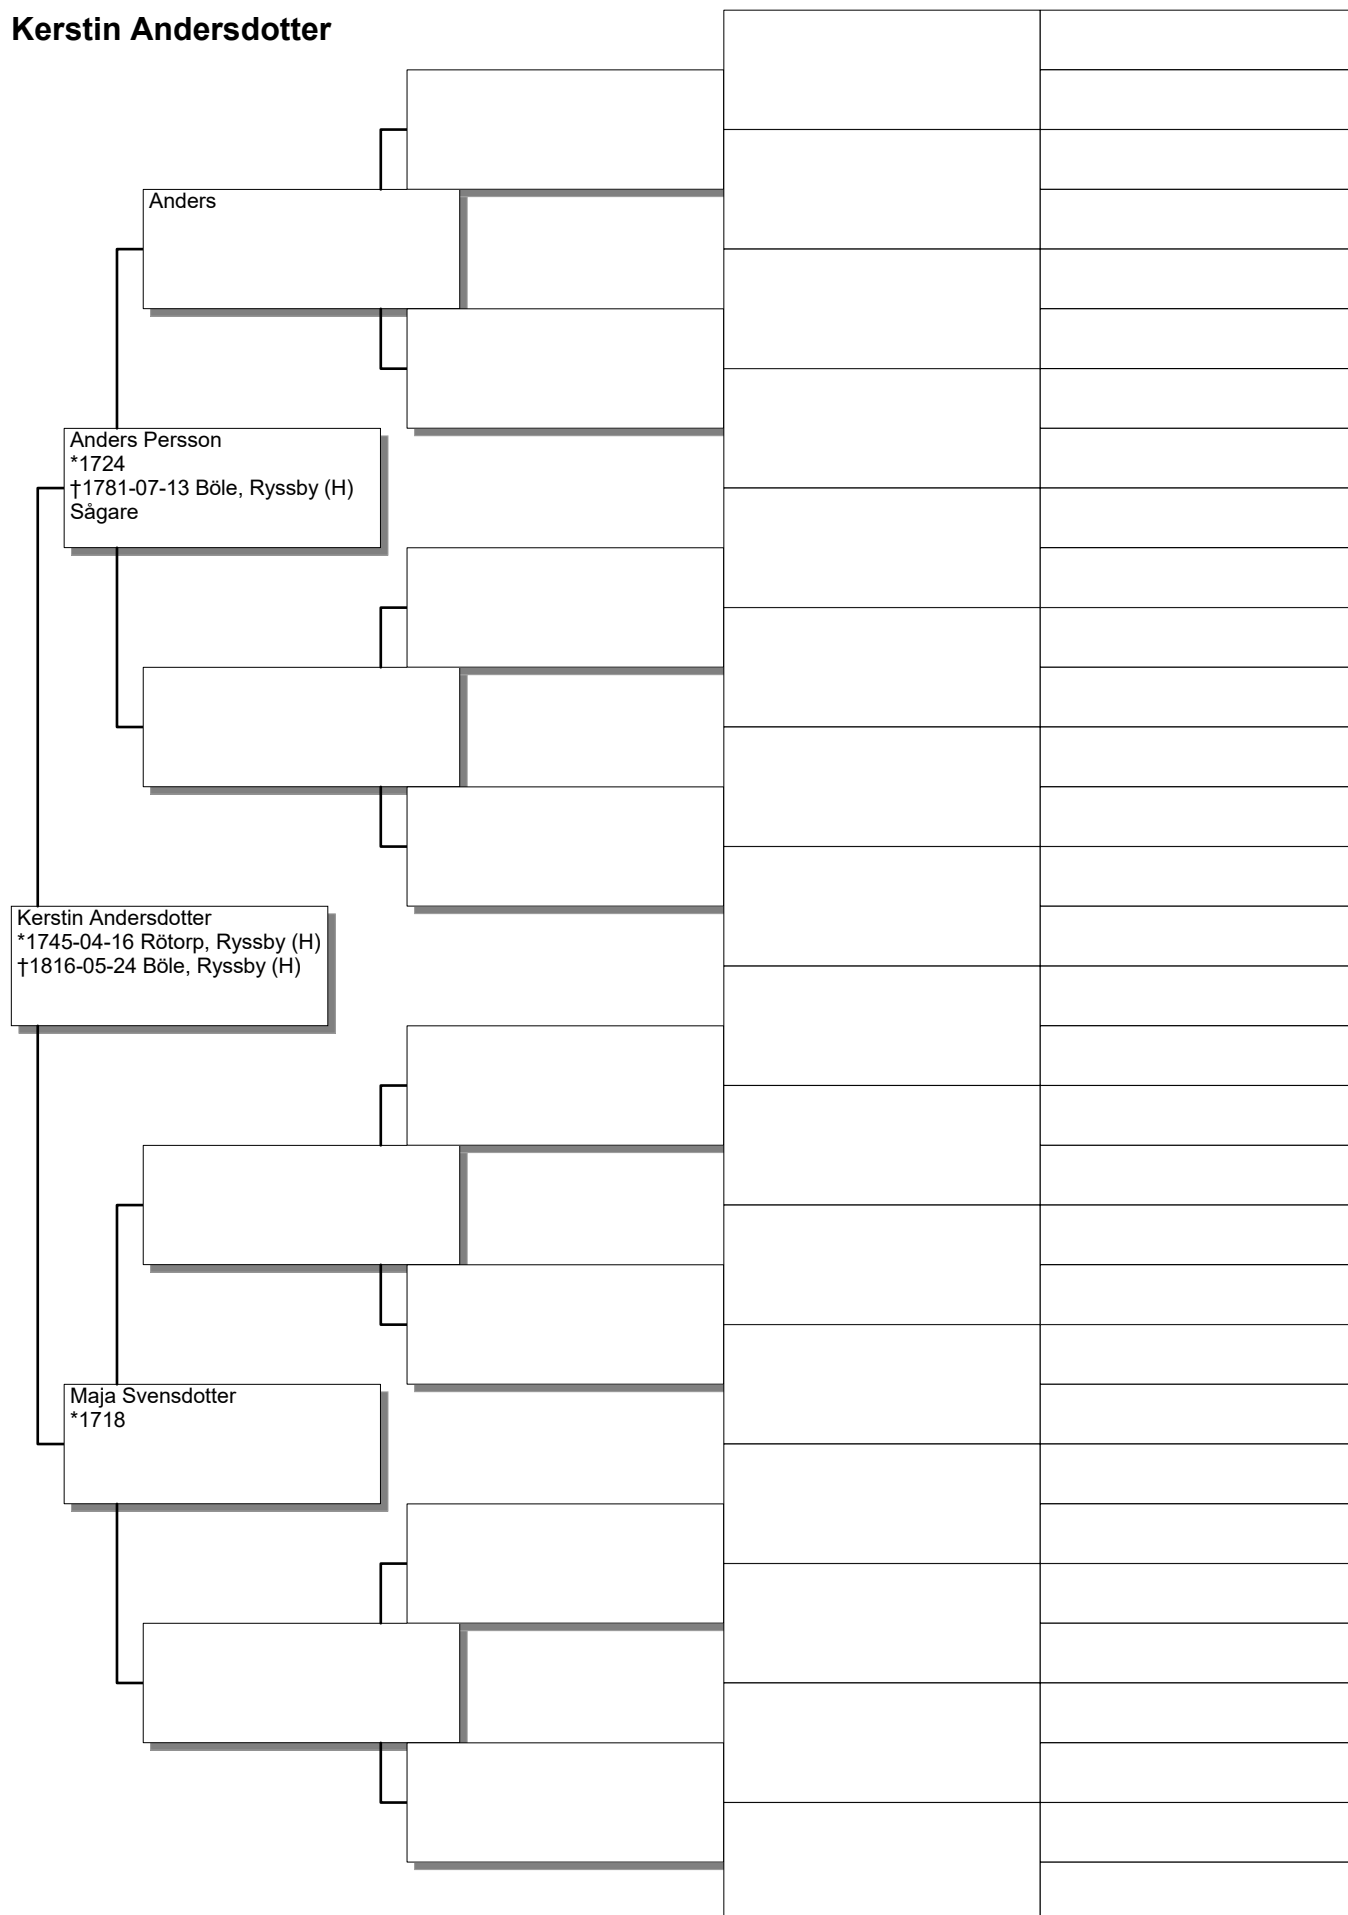 Kerstin Andersdotter
Anders
Anders Persson
*1724
†1781-07-13 Böle, Ryssby (H)
Sågare
Kerstin Andersdotter
*1745-04-16 Rötorp, Ryssby (H)
†1816-05-24 Böle, Ryssby (H)
Maja Svensdotter
*1718